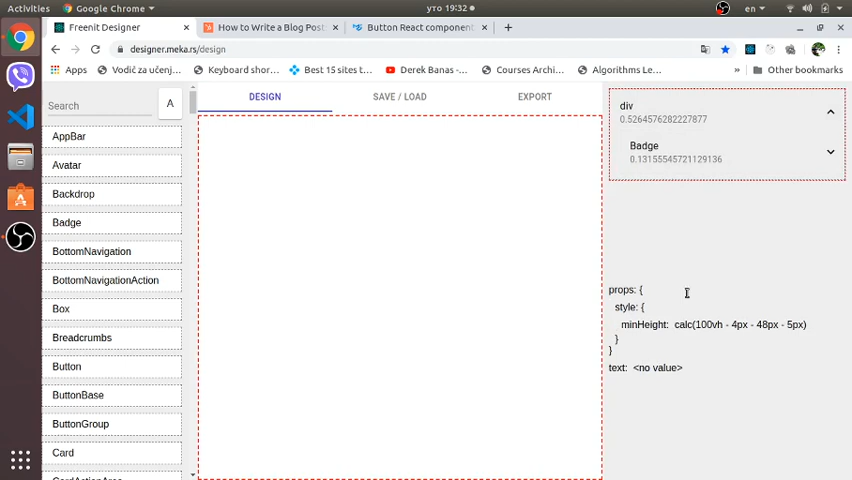 Activities
Google Chrome
уто 19:32
en
Freenit Designer
How to Write a Blog Post
Button React component
designer.meka.rs/design
Apps
Vodič za učenj...
Keyboard shor...
Best 15 sites t...
Derek Banas –...
Courses Archi...
Algorithms Le...
»
Other bookmarks
Search
A
DESIGN
SAVE / LOAD
EXPORT
AppBar
Avatar
Backdrop
Badge
BottomNavigation
BottomNavigationAction
Box
Breadcrumbs
Button
ButtonBase
ButtonGroup
Card
CardActionArea
div
0.5264576282227877
Badge
0.13155545721129136
props: {
style: {
minHeight: calc(100vh - 4px - 48px - 5px)
}
}
text: <no value>